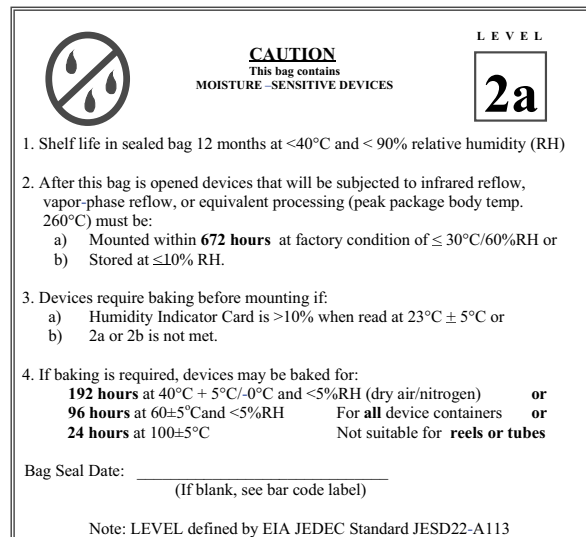 L E V E L
CAUTION
This bag contains
MOISTURE –SENSITIVE DEVICES
2a
1. Shelf life in sealed bag 12 months at <40°C and < 90% relative humidity (RH)
2. After this bag is opened devices that will be subjected to infrared reflow,
vapor-phase reflow, or equivalent processing (peak package body temp.
260°C) must be:
a) Mounted within 672 hours at factory condition of ≤ 30°C/60%RH or
b) Stored at ≤10% RH.
3. Devices require baking before mounting if:
a) Humidity Indicator Card is >10% when read at 23°C ± 5°C or
b) 2a or 2b is not met.
4. If baking is required, devices may be baked for:
192 hours at 40°C + 5°C/-0°C and <5%RH (dry air/nitrogen) or
96 hours at 60±5°Cand <5%RH For all device containers or
24 hours at 100±5°C Not suitable for reels or tubes
Bag Seal Date: ____________________
(If blank, see bar code label)
Note: LEVEL defined by EIA JEDEC Standard JESD22-A113